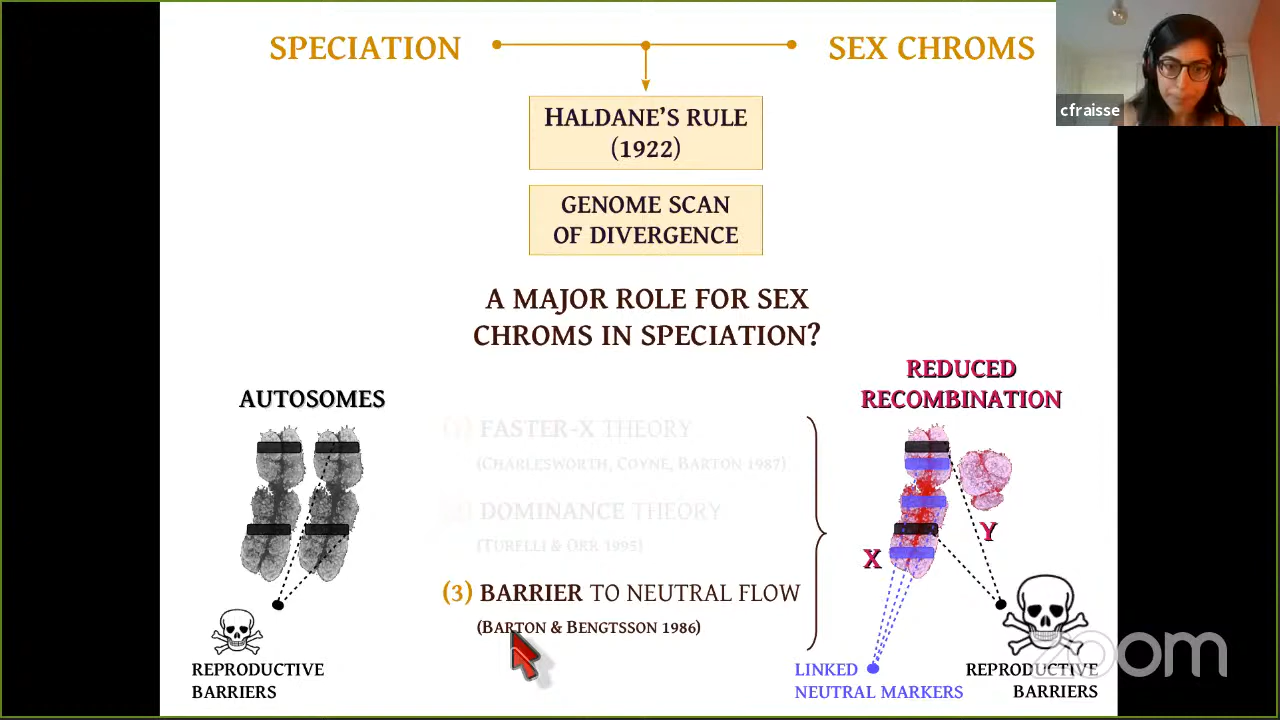 SPECIATION
SEX CHROMS
cfraisse
HALDANE'S RULE
(1922)
GENOME SCAN
OF DIVERGENCE
A MAJOR ROLE FOR SEX
CHROMS IN SPECIATION?
AUTOSOMES
REDUCED
RECOMBINATION
(1) FASTER-X THEORY
(CHARLESWORTH, COYNE, BARTON 1987)
(2) DOMINANCE THEORY
(TURELLI & ORR 1995)
(3) BARRIER TO NEUTRAL FLOW
(BARTON & BENGTSSON 1986)
X
Y
REPRODUCTIVE
BARRIERS
LINKED
NEUTRAL MARKERS
REPRODUCTIVE
BARRIERS
zoom